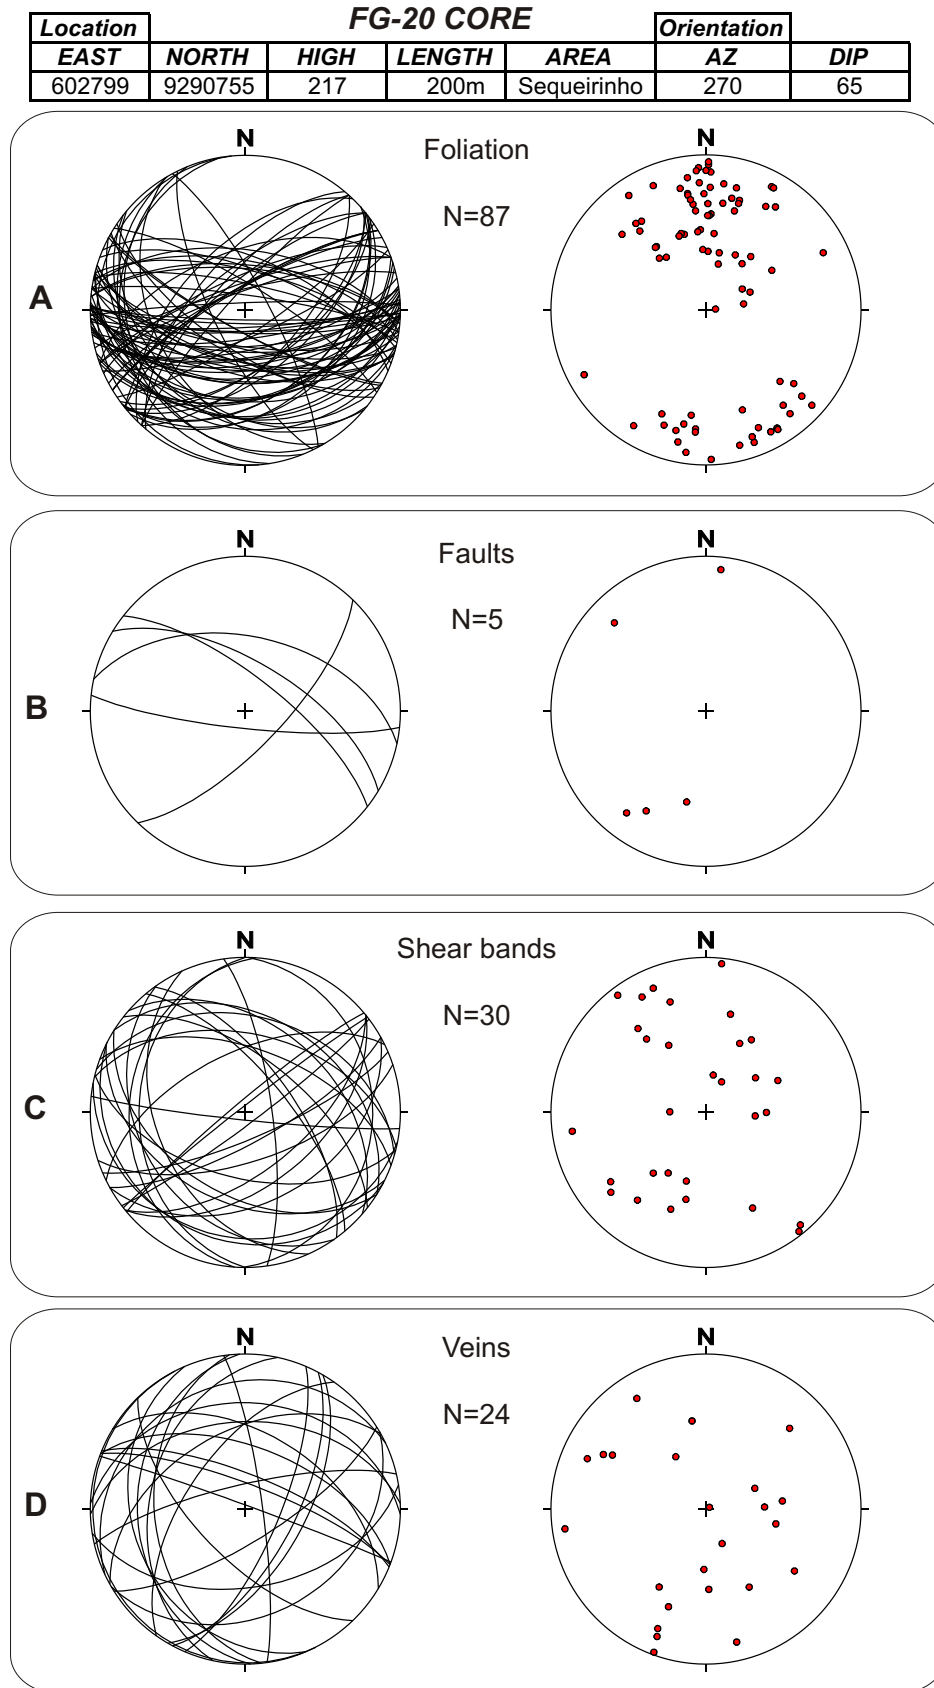 FG-20 CORE
Location Orientation
EAST NORTH HIGH LENGTH AREA AZ DIP
602799 9290755 217 200m Sequeirinho 270 65
N Foliation N
N=87
A
N Faults N
N=5
B
N Shear bands N
N=30
C
N Veins N
N=24
D